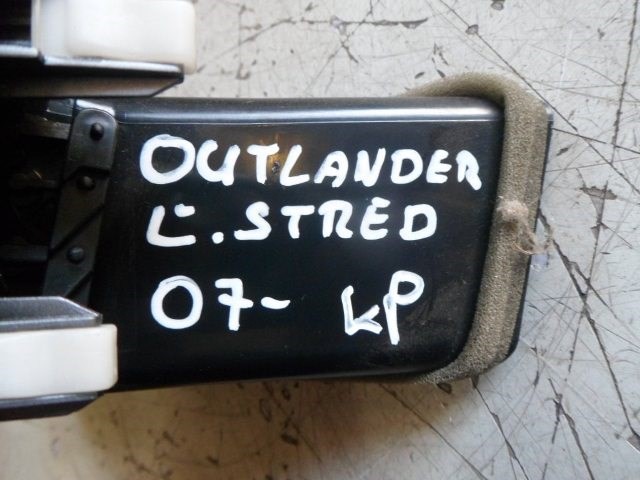 OUTLANDER
Ľ. STRED
07- KP